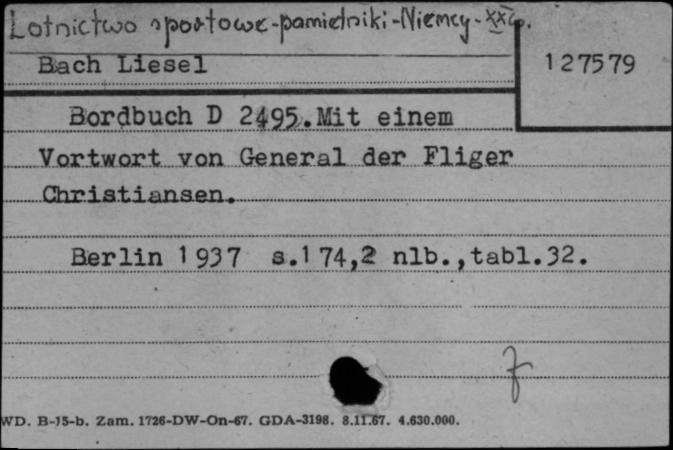 Lotnictwo sportowe-pamiętniki-Niemcy-XXw.
Bach Liesel
127579
Bordbuch D 2495.Mit einem
Vortwort von General der Fliger
Christiansen.
Berlin 1937 s.174,2 nlb.,tabl.32.
WD. B-15-b. Zam. 1726-DW-On-67. GDA-3198. 8.11.67. 4.630.000.